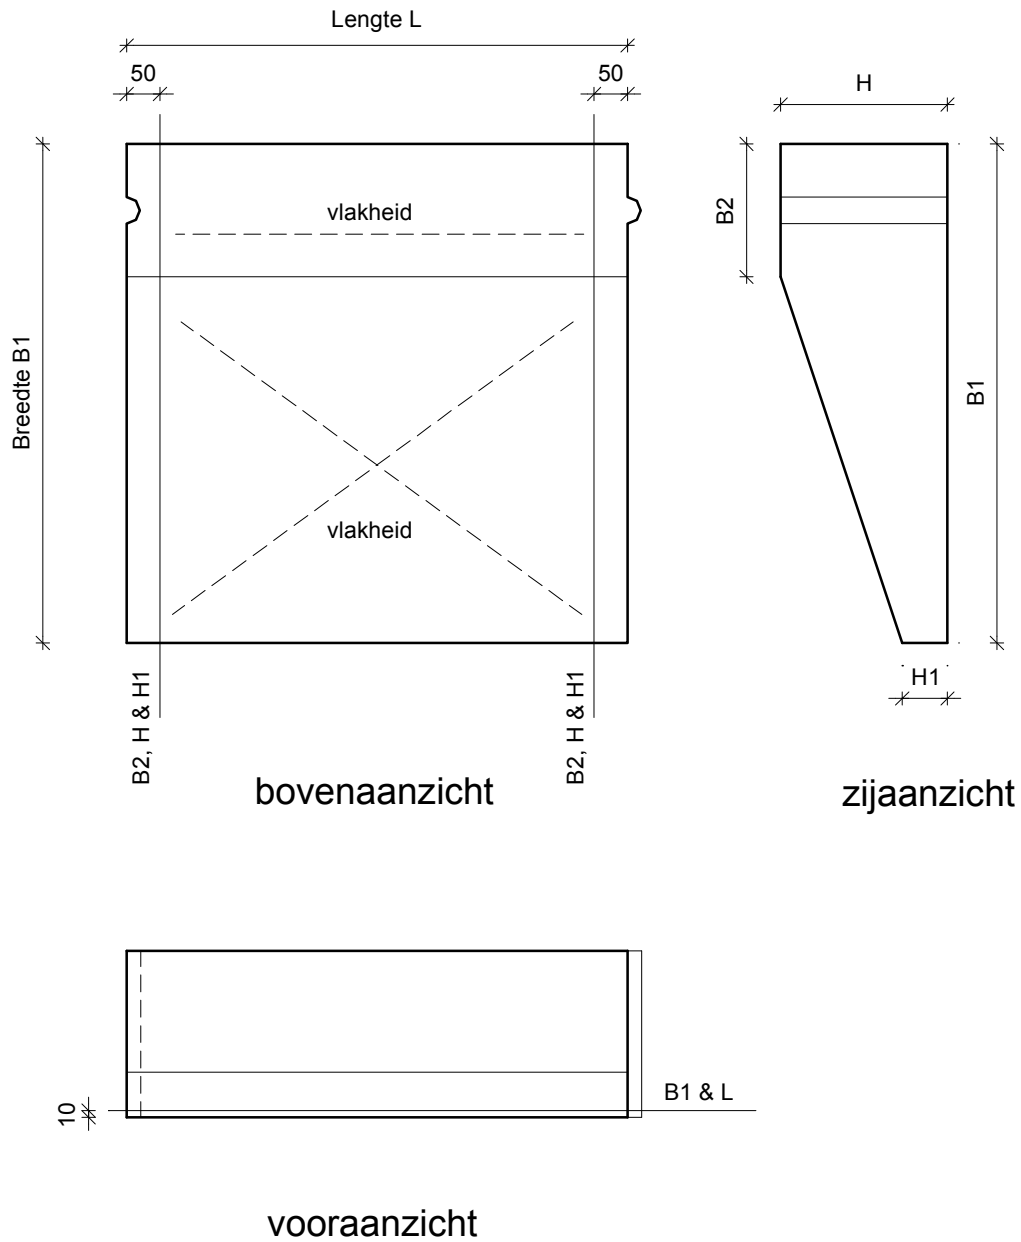 Lengte L
50
50
H
vlakheid
B2
Breedte B1
B1
vlakheid
H1
B2, H & H1
B2, H & H1
bovenaanzicht
zijaanzicht
B1 & L
10
vooraanzicht